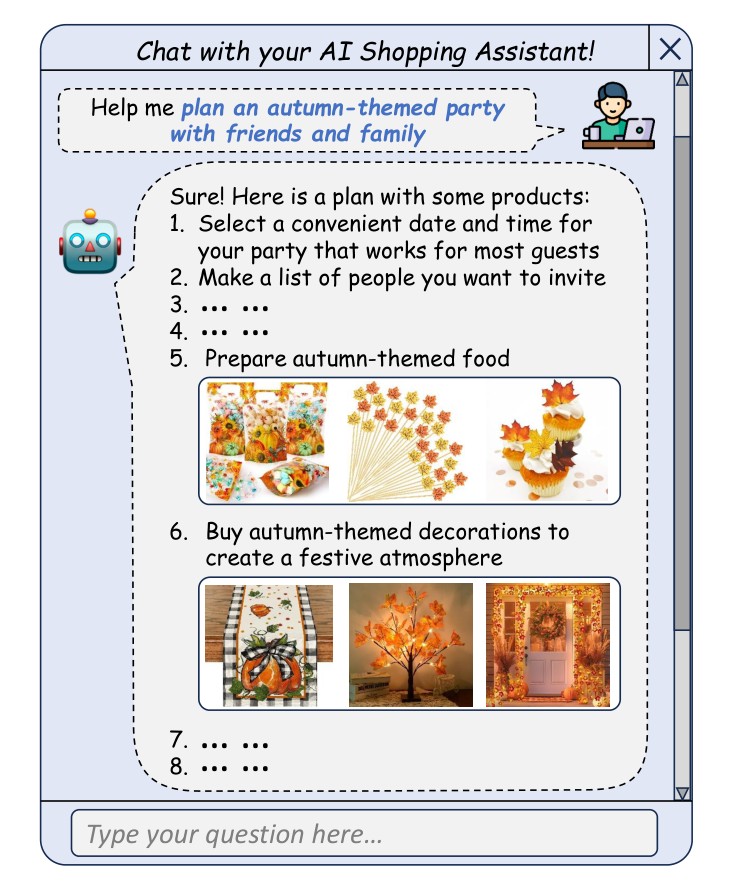 Chat with your AI Shopping Assistant!
Help me plan an autumn-themed party
with friends and family
Sure! Here is a plan with some products:
1. Select a convenient date and time for
your party that works for most guests
2. Make a list of people you want to invite
3. ... ...
4. ... ...
5. Prepare autumn-themed food
6. Buy autumn-themed decorations to
create a festive atmosphere
7. ... ...
8. ... ...
Type your question here...